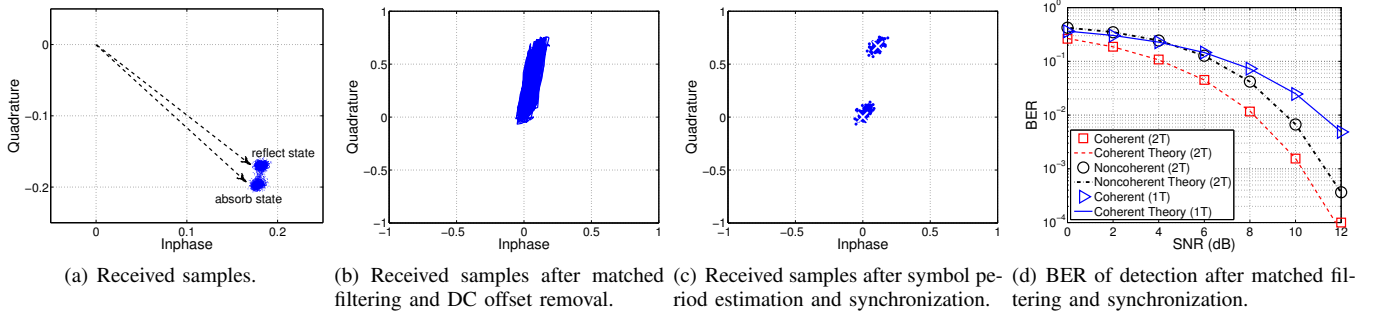 0
−0.1
−0.2
0
0.1
0.2
Quadrature
Inphase
reflect state
absorb state
1
0.5
0
−0.5
−1
−1
−0.5
0
0.5
1
Quadrature
Inphase
1
0.5
0
−0.5
−1
−1
−0.5
0
0.5
1
Quadrature
Inphase
10^0
10^−1
10^−2
10^−3
10^−4
0
2
4
6
8
10
12
BER
SNR (dB)
Coherent (2T)
Coherent Theory (2T)
Noncoherent (2T)
Noncoherent Theory (2T)
Coherent (1T)
Coherent Theory (1T)
(a) Received samples.
(b) Received samples after matched
filtering and DC offset removal.
(c) Received samples after symbol pe-
riod estimation and synchronization.
(d) BER of detection after matched fil-
tering and synchronization.